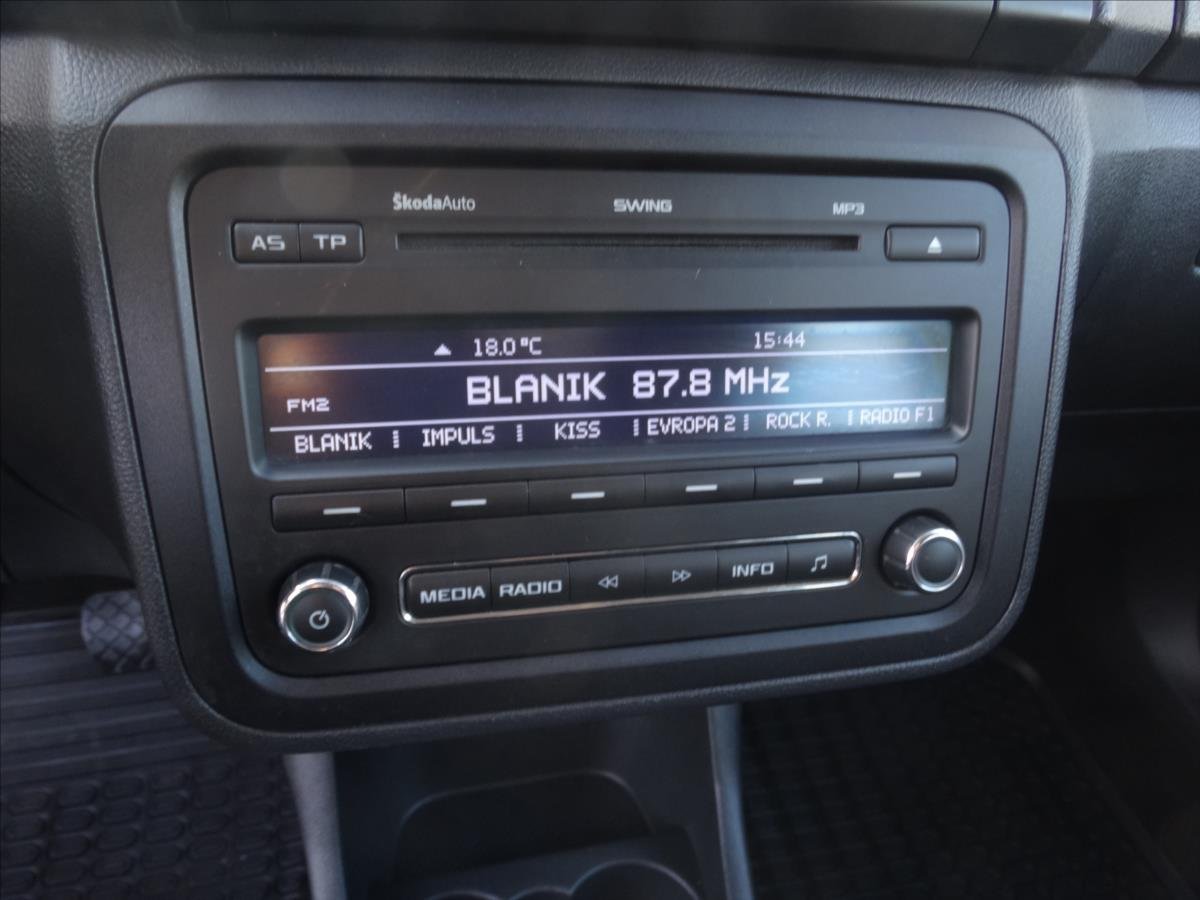 ŠkodaAuto SWING MP3
AS TP
18.0°C 15:44
FM2 BLANIK 87.8 MHz
BLANIK IMPULS KISS EVROPA 2 ROCK R. RADIO F1
MEDIA RADIO INFO